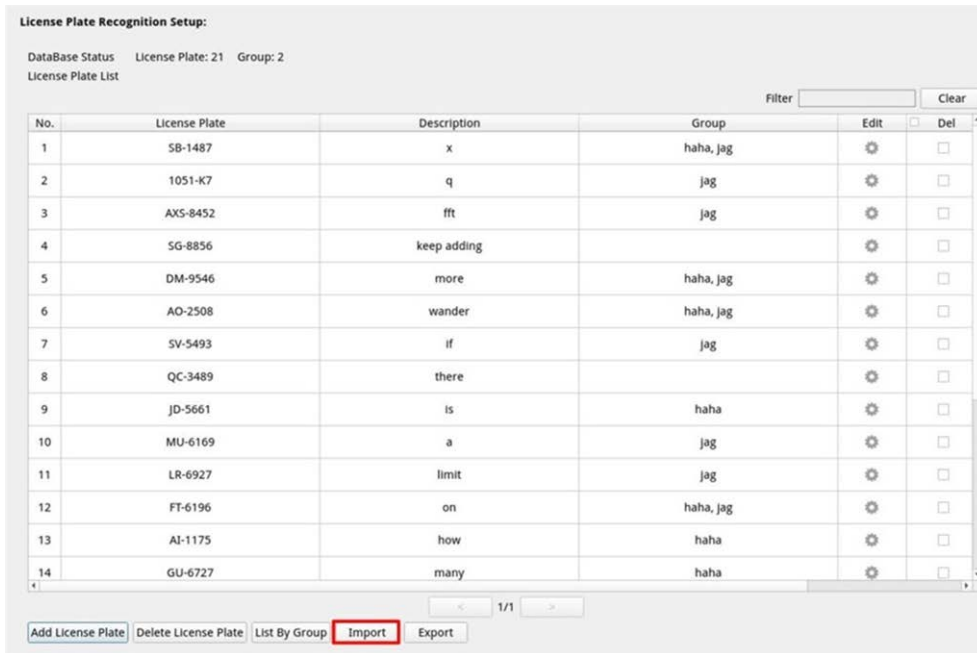 License Plate Recognition Setup:
DataBase Status License Plate: 21 Group: 2
License Plate List
Filter Clear
No. License Plate Description Group Edit Del
1 SB-1487 x haha, jag
2 1051-K7 q jag
3 AXS-8452 fft jag
4 SG-8856 keep adding
5 DM-9546 more haha, jag
6 AO-2508 wander haha, jag
7 SV-5493 if jag
8 QC-3489 there
9 JD-5661 is haha
10 MU-6169 a jag
11 LR-6927 limit jag
12 FT-6196 on haha, jag
13 AI-1175 how haha
14 GU-6727 many haha
< 1/1 >
Add License Plate Delete License Plate List By Group Import Export